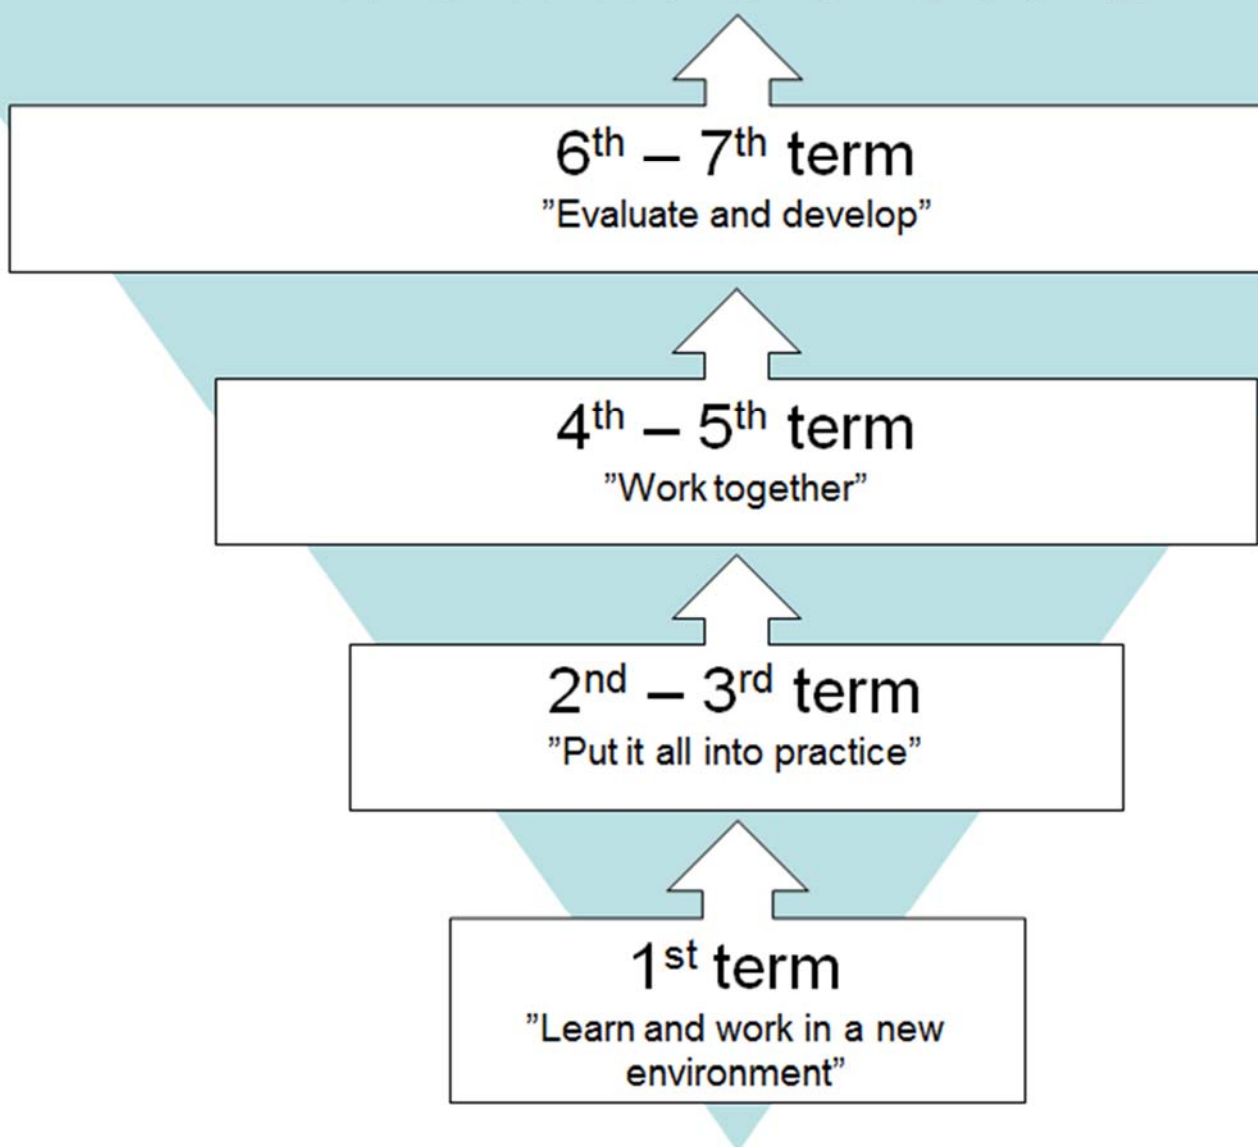 6th – 7th term
”Evaluate and develop”
4th – 5th term
”Work together”
2nd – 3rd term
”Put it all into practice”
1st term
”Learn and work in a new
environment”